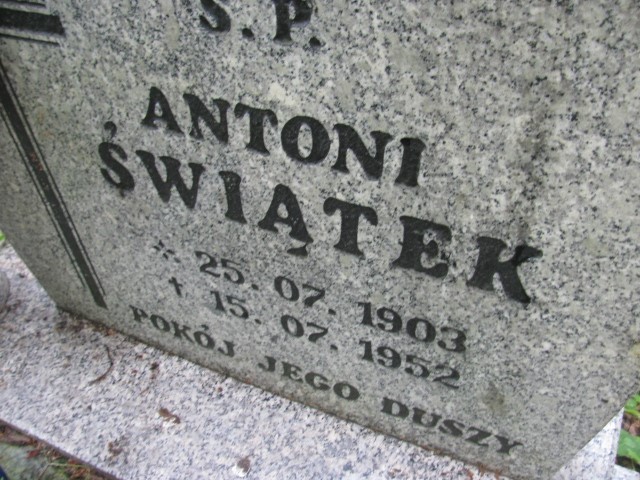 Ś.P.
ANTONI
ŚWIĄTEK
* 25.07.1903
† 15.07.1952
POKÓJ JEGO DUSZY